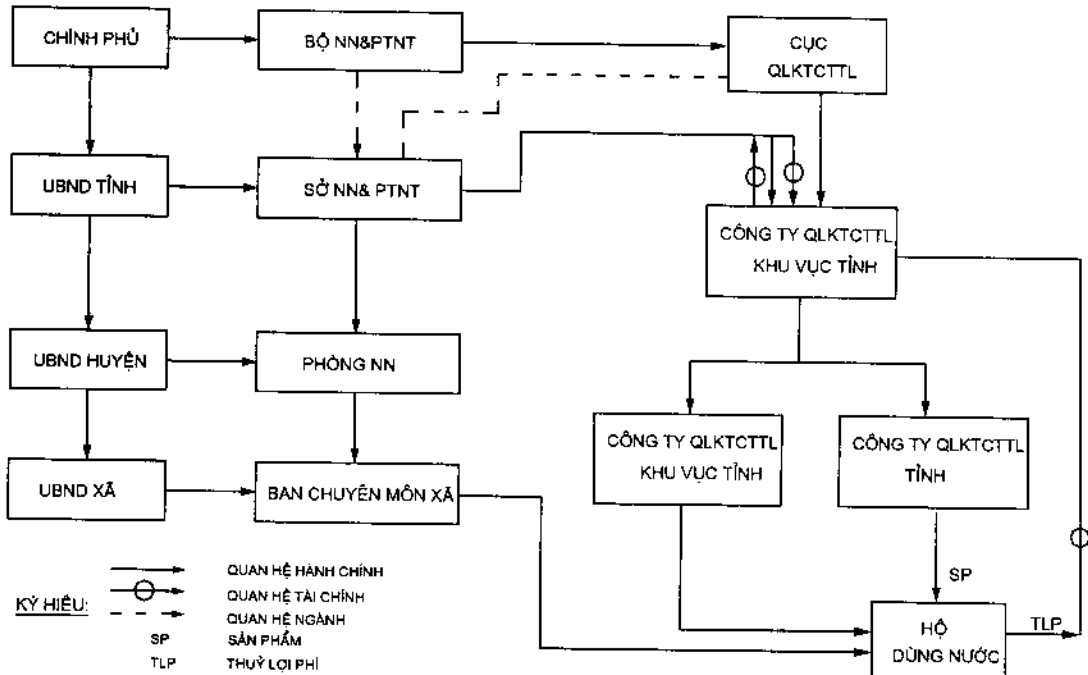 CHÍNH PHỦ
BỘ NN&PTNT
CỤC
QLKTCTTL
UBND TỈNH
SỞ NN& PTNT
CÔNG TY QLKTCTTL
KHU VỤC TỈNH
UBND HUYỆN
PHÒNG NN
CÔNG TY QLKTCTTL
KHU VỤC TỈNH
CÔNG TY QLKTCTTL
TỈNH
UBND XÃ
BAN CHUYÊN MÔN XÃ
SP
HỘ
DÙNG NƯỚC
TLP
KÝ HIỆU:
QUAN HỆ HÀNH CHÍNH
QUAN HỆ TÀI CHÍNH
QUAN HỆ NGÀNH
SP SẢN PHẨM
TLP THUỶ LỢI PHÍ